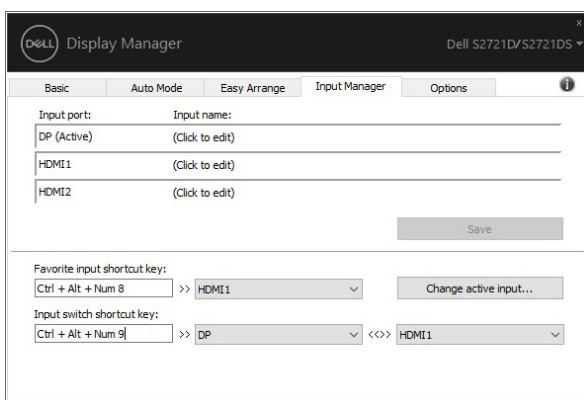 DELL Display Manager Dell S2721D/S2721DS
x
Basic Auto Mode Easy Arrange Input Manager Options i
Input port: Input name:
DP (Active) (Click to edit)
HDMI1 (Click to edit)
HDMI2 (Click to edit)
Save
Favorite input shortcut key:
Ctrl + Alt + Num 8 >> HDMI1 Change active input...
Input switch shortcut key:
Ctrl + Alt + Num 9 >> DP <<>> HDMI1